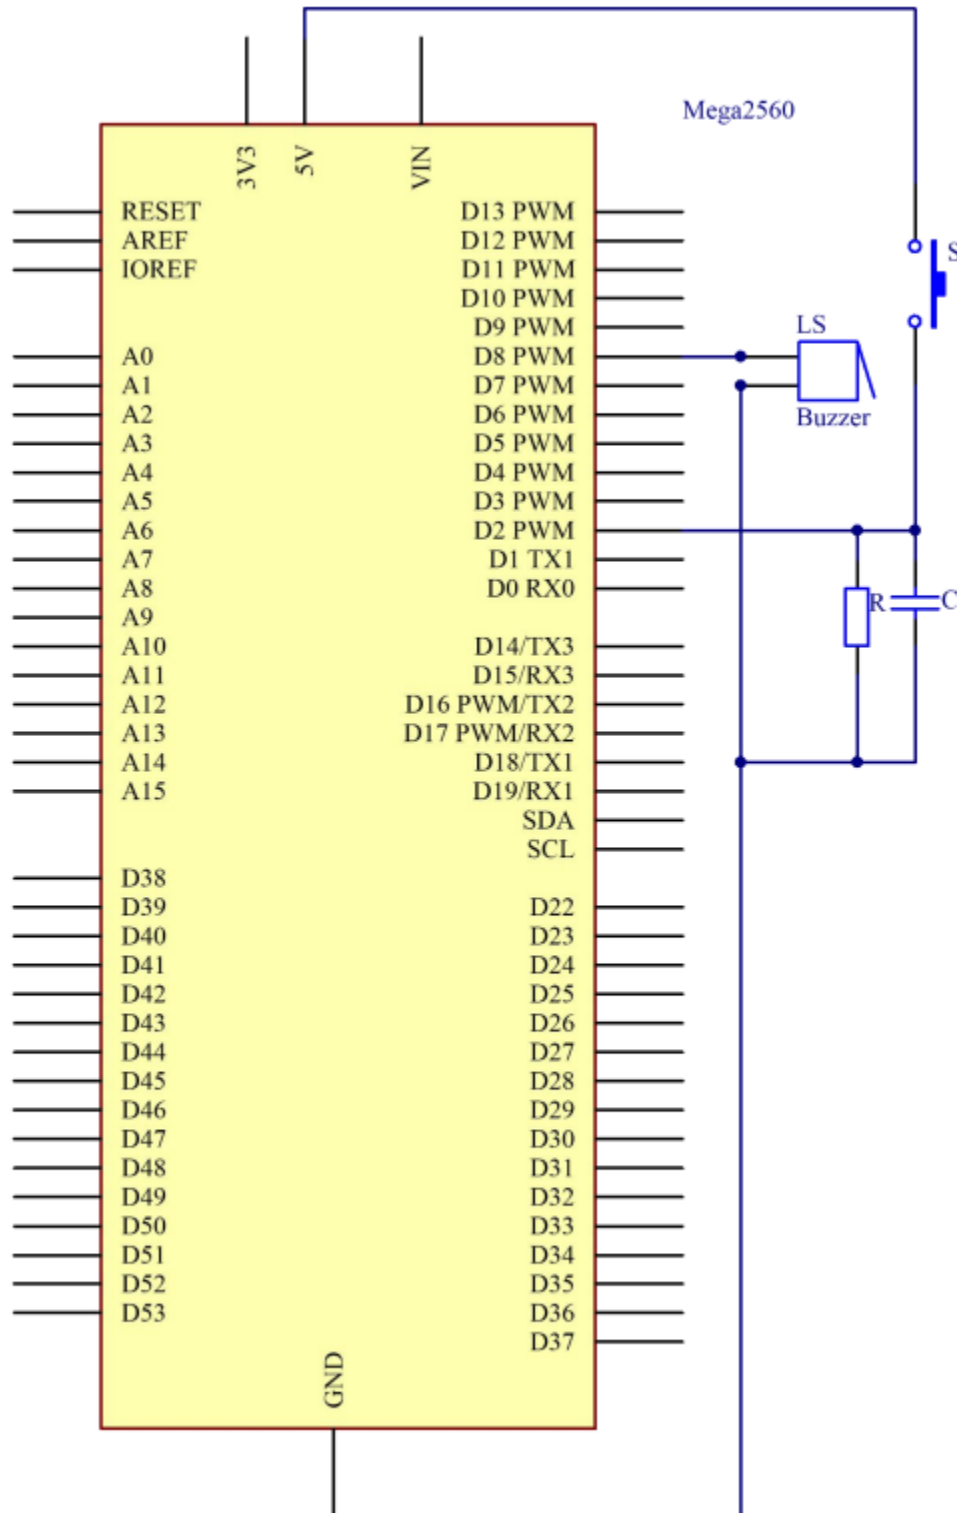 Mega2560
3V3
5V
VIN
RESET
AREF
IOREF
A0
A1
A2
A3
A4
A5
A6
A7
A8
A9
A10
A11
A12
A13
A14
A15
D38
D39
D40
D41
D42
D43
D44
D45
D46
D47
D48
D49
D50
D51
D52
D53
D13 PWM
D12 PWM
D11 PWM
D10 PWM
D9 PWM
D8 PWM
D7 PWM
D6 PWM
D5 PWM
D4 PWM
D3 PWM
D2 PWM
D1 TX1
D0 RX0
D14/TX3
D15/RX3
D16 PWM/TX2
D17 PWM/RX2
D18/TX1
D19/RX1
SDA
SCL
D22
D23
D24
D25
D26
D27
D28
D29
D30
D31
D32
D33
D34
D35
D36
D37
GND
LS
Buzzer
S
R
C